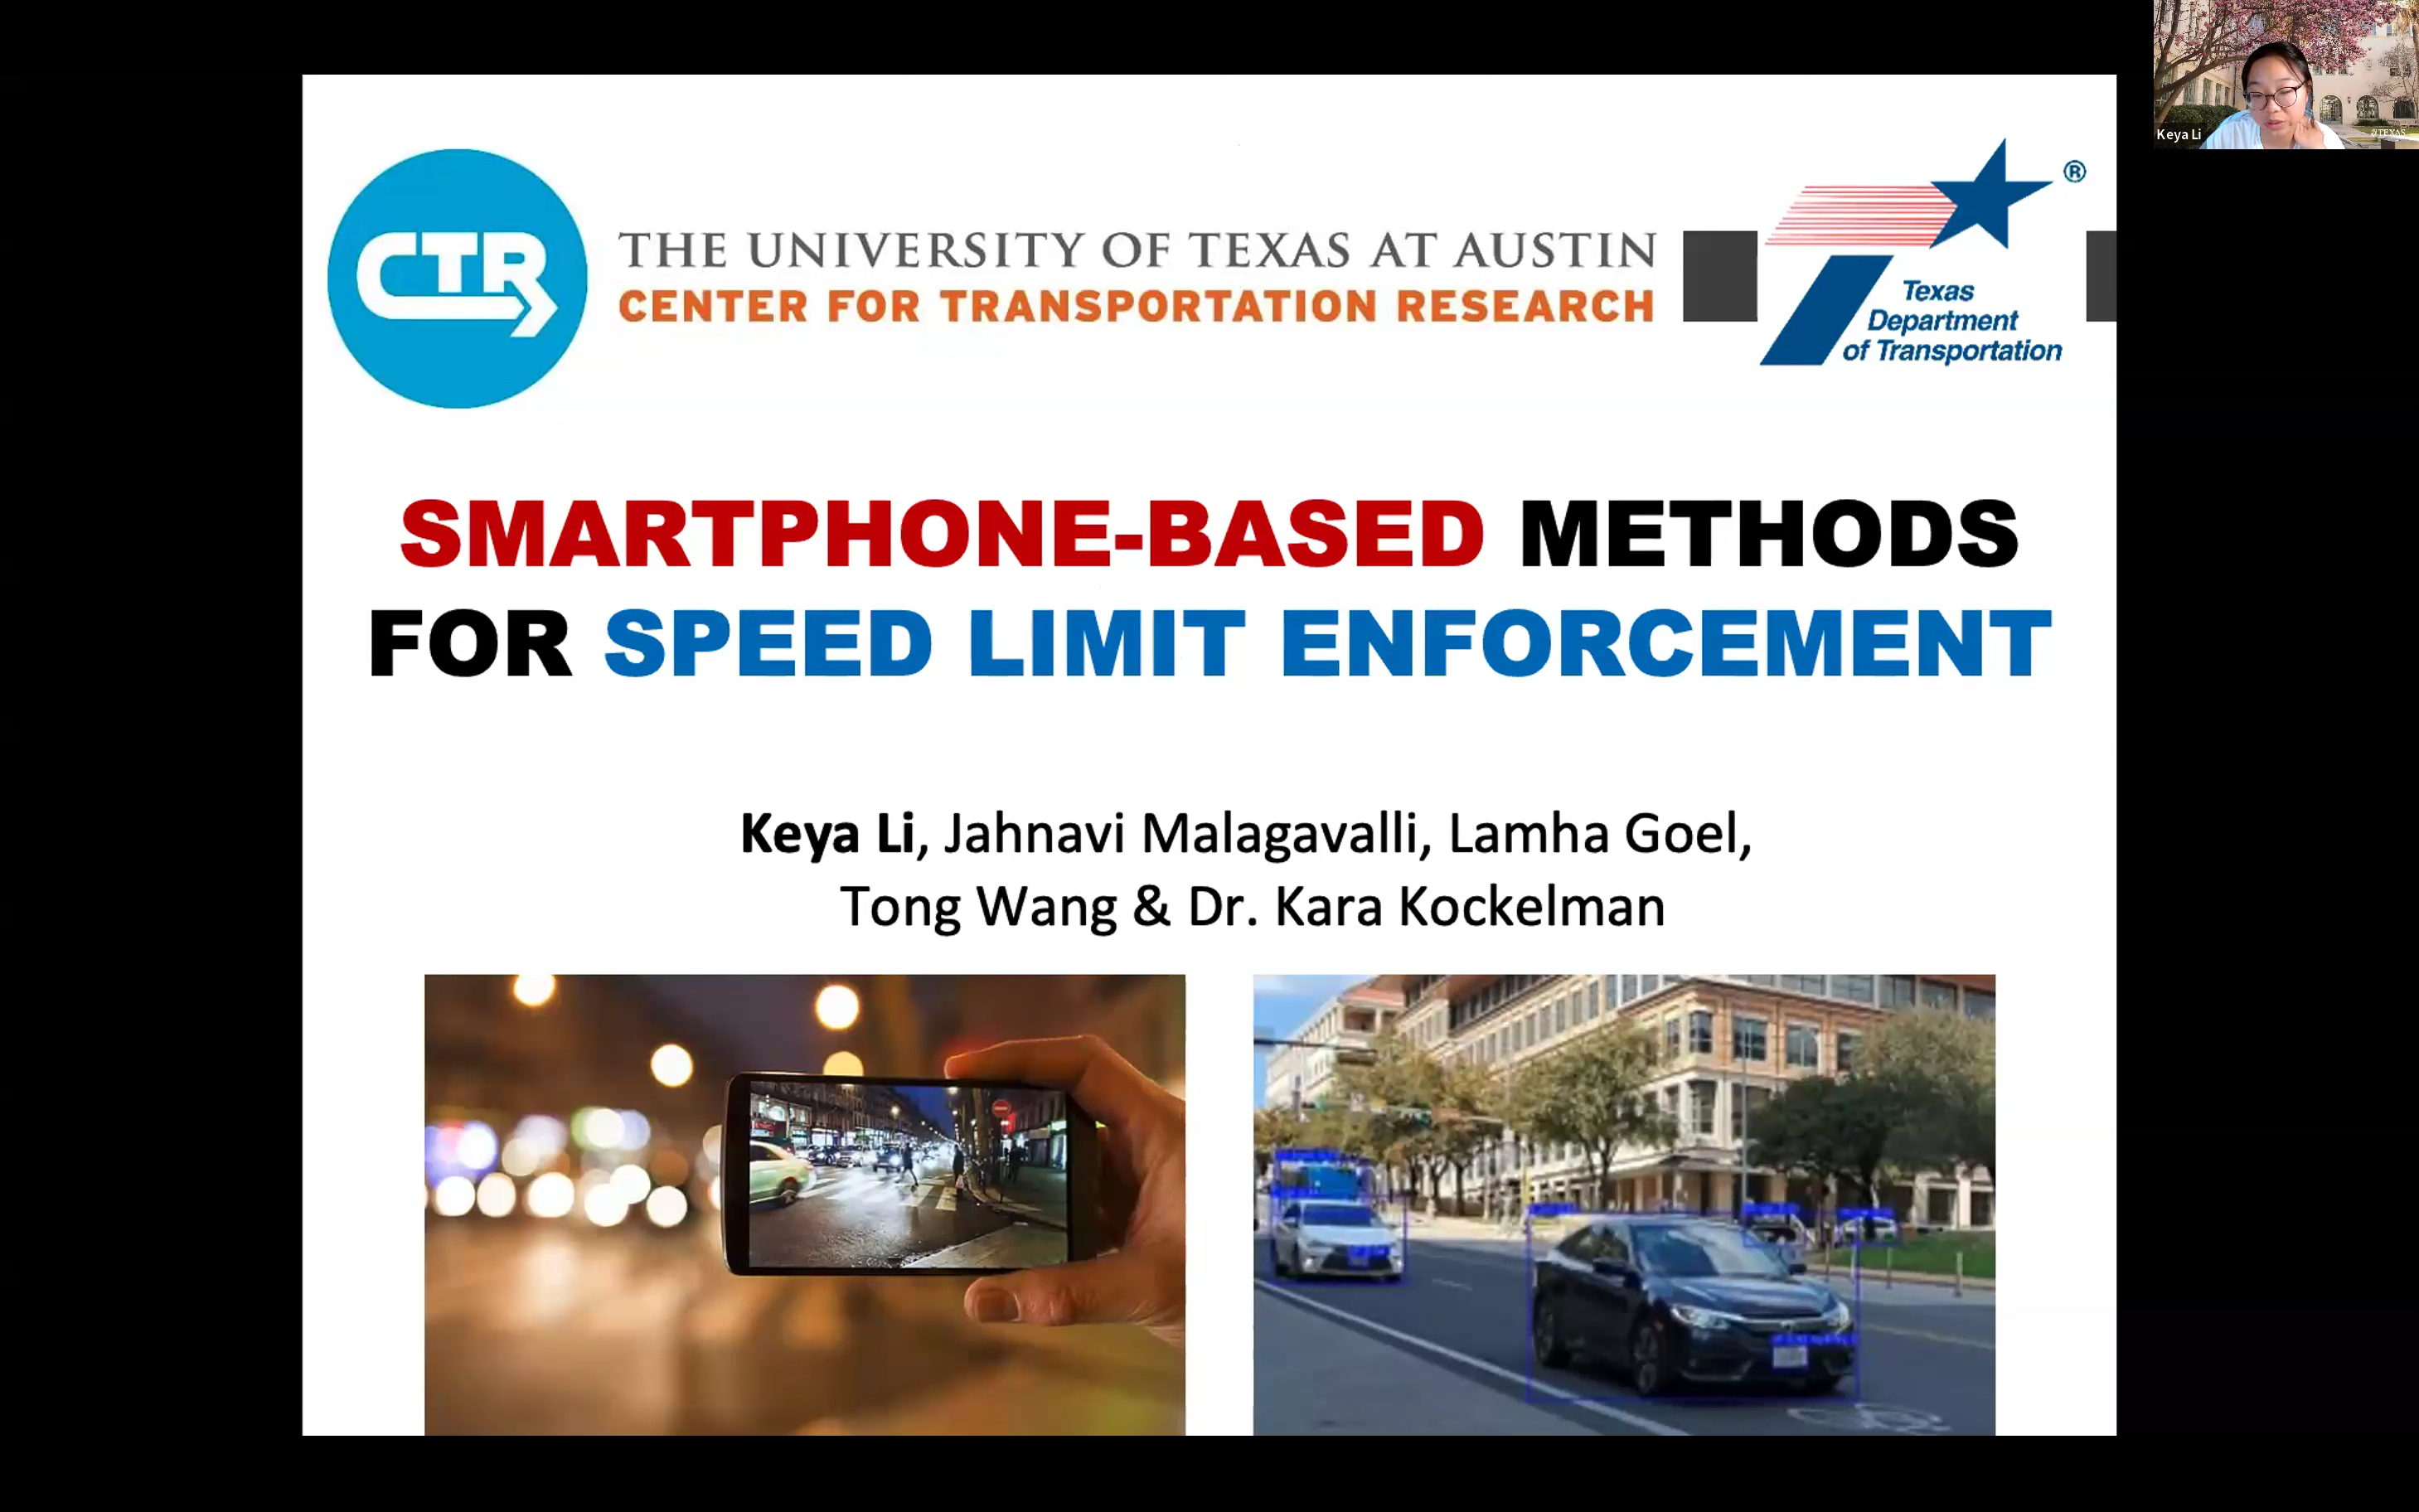 Keya Li
TEXAS
CTR
THE UNIVERSITY OF TEXAS AT AUSTIN
CENTER FOR TRANSPORTATION RESEARCH
®
Texas
Department
of Transportation
SMARTPHONE-BASED METHODS
FOR SPEED LIMIT ENFORCEMENT
Keya Li, Jahnavi Malagavalli, Lamha Goel,
Tong Wang & Dr. Kara Kockelman